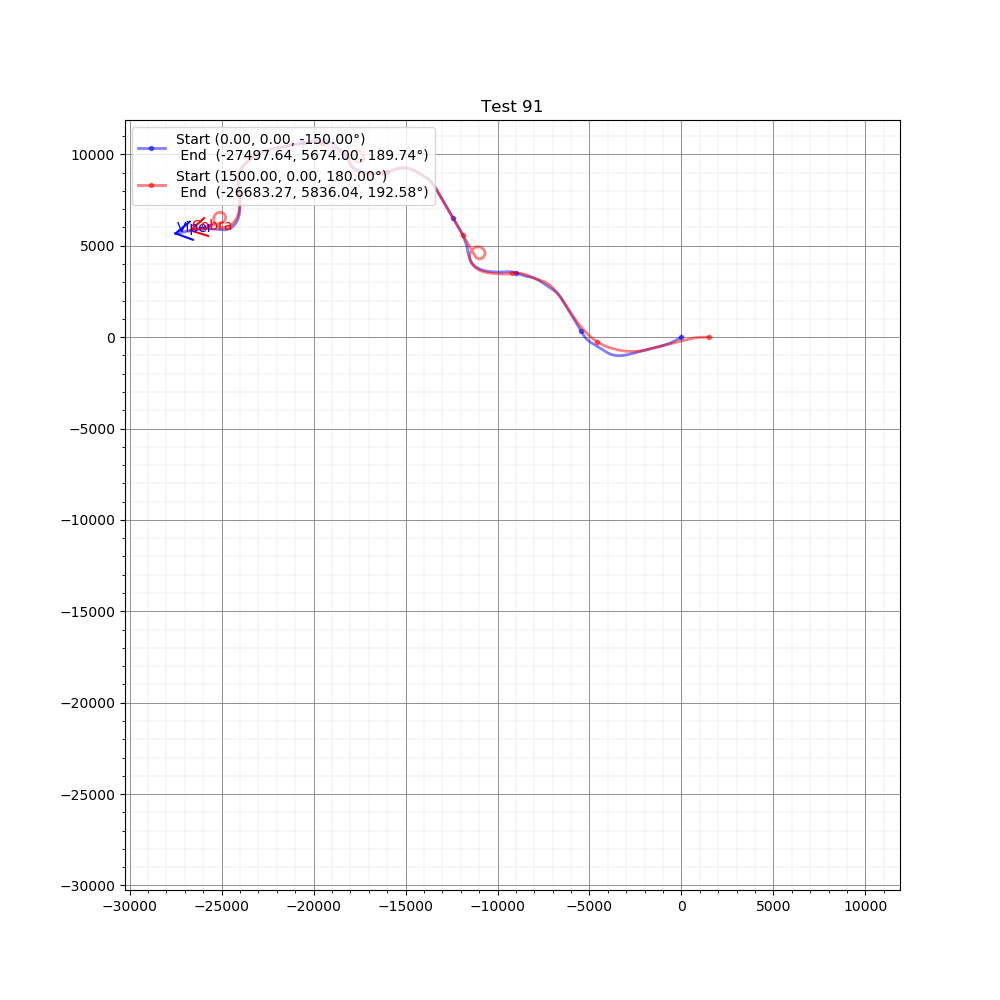 Test 91
Start (0.00, 0.00, -150.00°)
End (-27497.64, 5674.00, 189.74°)
Start (1500.00, 0.00, 180.00°)
End (-26683.27, 5836.04, 192.58°)
Viper
Cobra
10000
5000
0
−5000
−10000
−15000
−20000
−25000
−30000
−30000 −25000 −20000 −15000 −10000 −5000 0 5000 10000